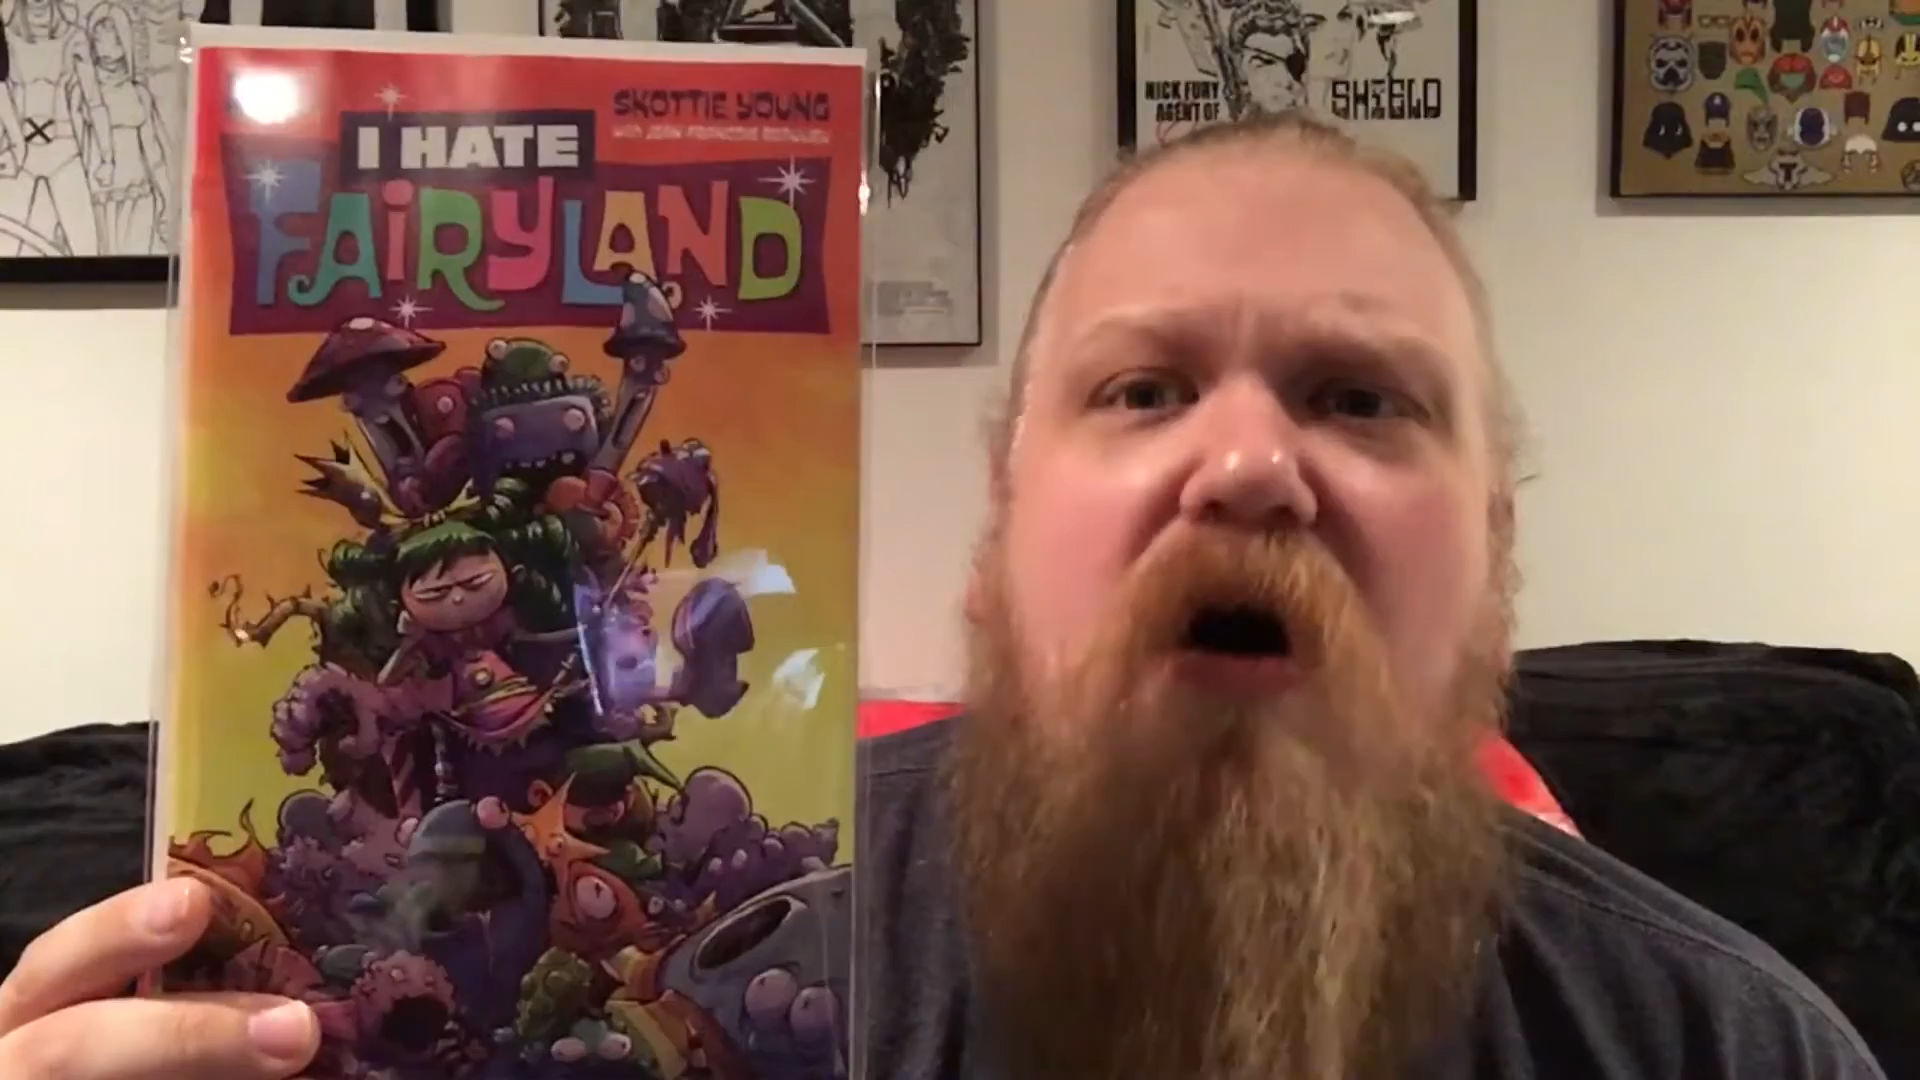 SKOTTIE YOUNG
I HATE
FAIRYLAND
NICK FURY
AGENT OF
SHIELD